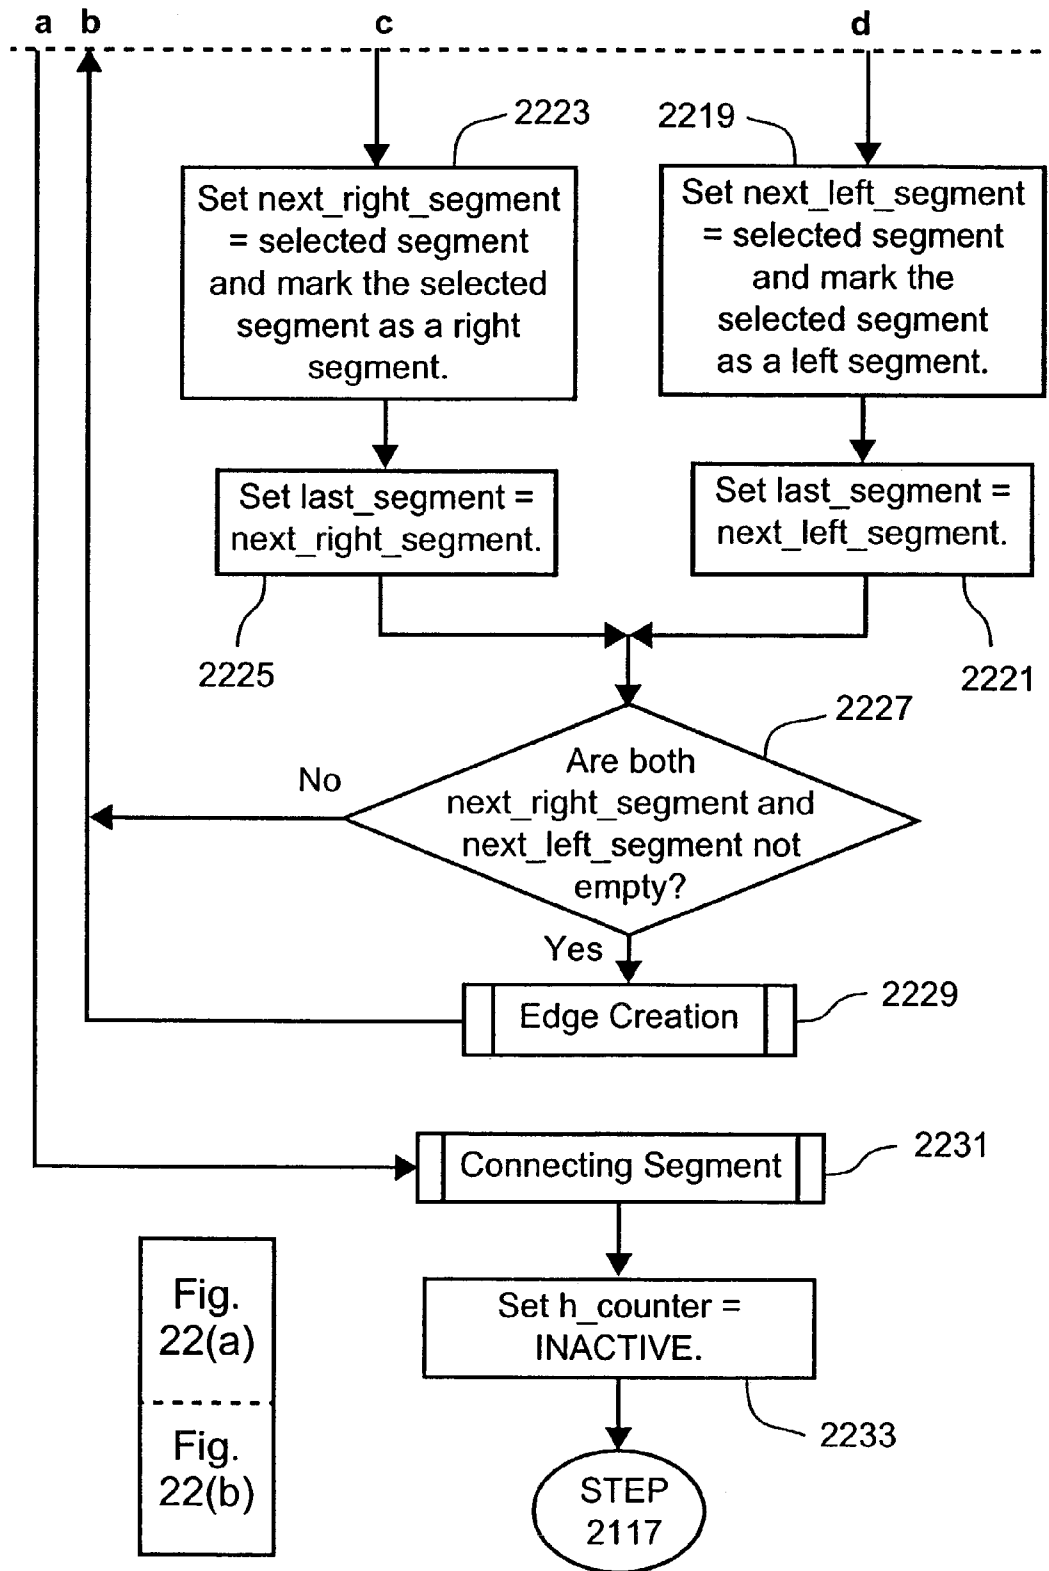 a b c d
2223
2219
Set next_right_segment
= selected segment
and mark the selected
segment as a right
segment.
Set next_left_segment
= selected segment
and mark the
selected segment
as a left segment.
Set last_segment =
next_right_segment.
Set last_segment =
next_left_segment.
2225
2221
2227
Are both
next_right_segment and
next_left_segment not
empty?
No
Yes
Edge Creation
2229
Connecting Segment
2231
Set h_counter =
INACTIVE.
2233
STEP
2117
Fig.
22(a)
Fig.
22(b)